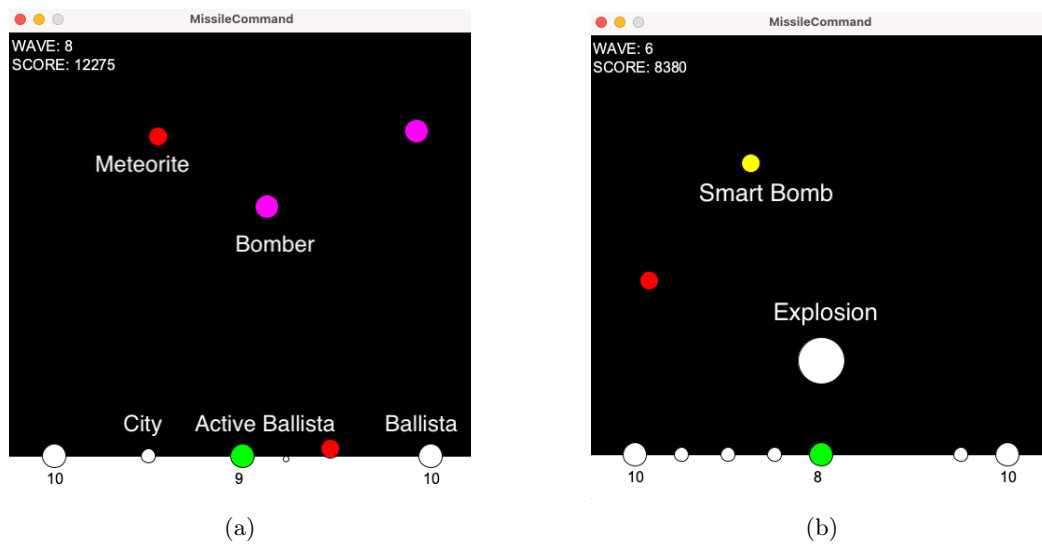 MissileCommand
WAVE: 8
SCORE: 12275
Meteorite
Bomber
City
Active Ballista
Ballista
10
9
10
(a)
MissileCommand
WAVE: 6
SCORE: 8380
Smart Bomb
Explosion
10
8
10
(b)